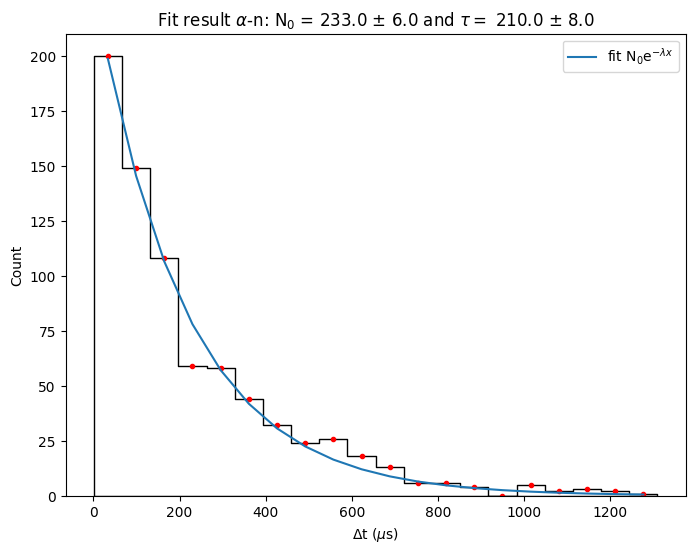 Fit result α-n: N₀ = 233.0 ± 6.0 and τ = 210.0 ± 8.0
fit N₀e^{-λx}
200
175
150
125
100
75
50
25
0
Count
0 200 400 600 800 1000 1200
Δt (μs)